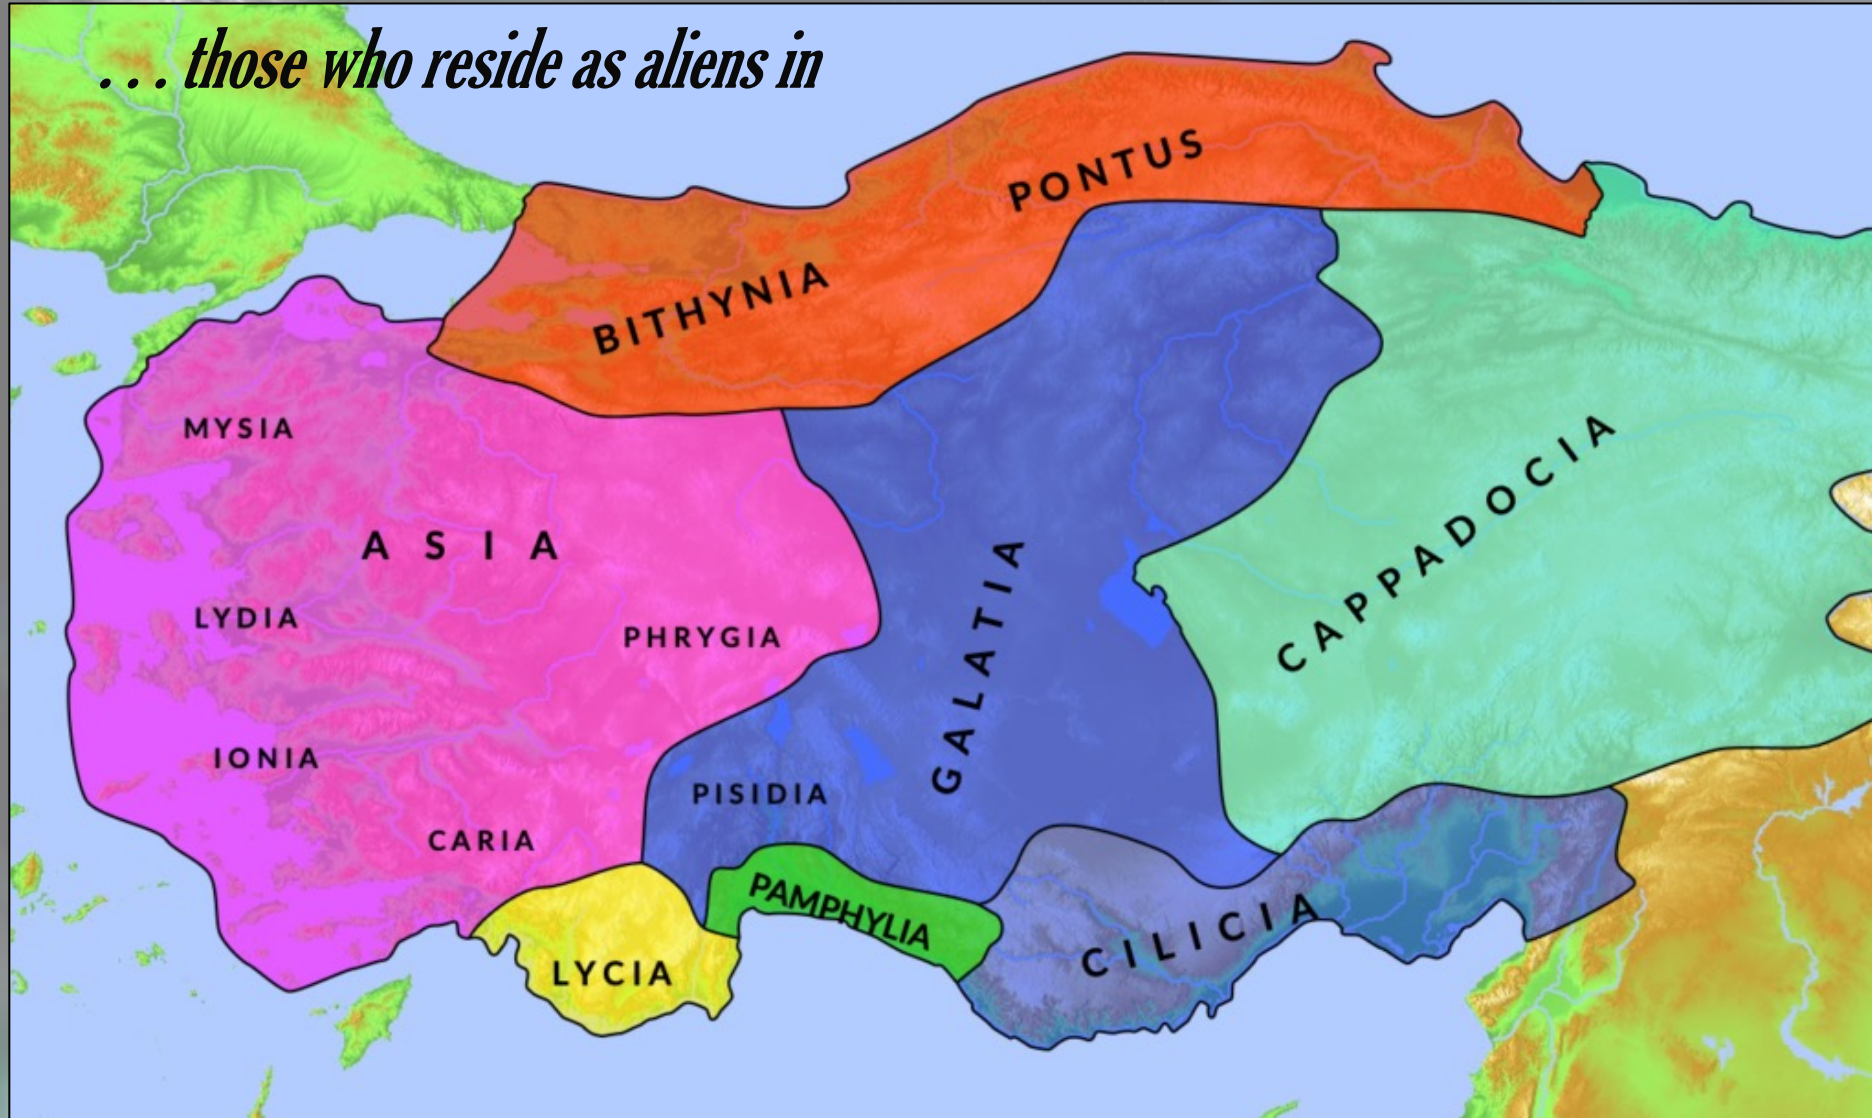 . . . those who reside as aliens in
PONTUS
BITHYNIA
MYSIA
ASIA
CAPPADOCIA
LYDIA
PHRYGIA
GALATIA
IONIA
PISIDIA
CARIA
PAMPHYLIA
CILICIA
LYCIA